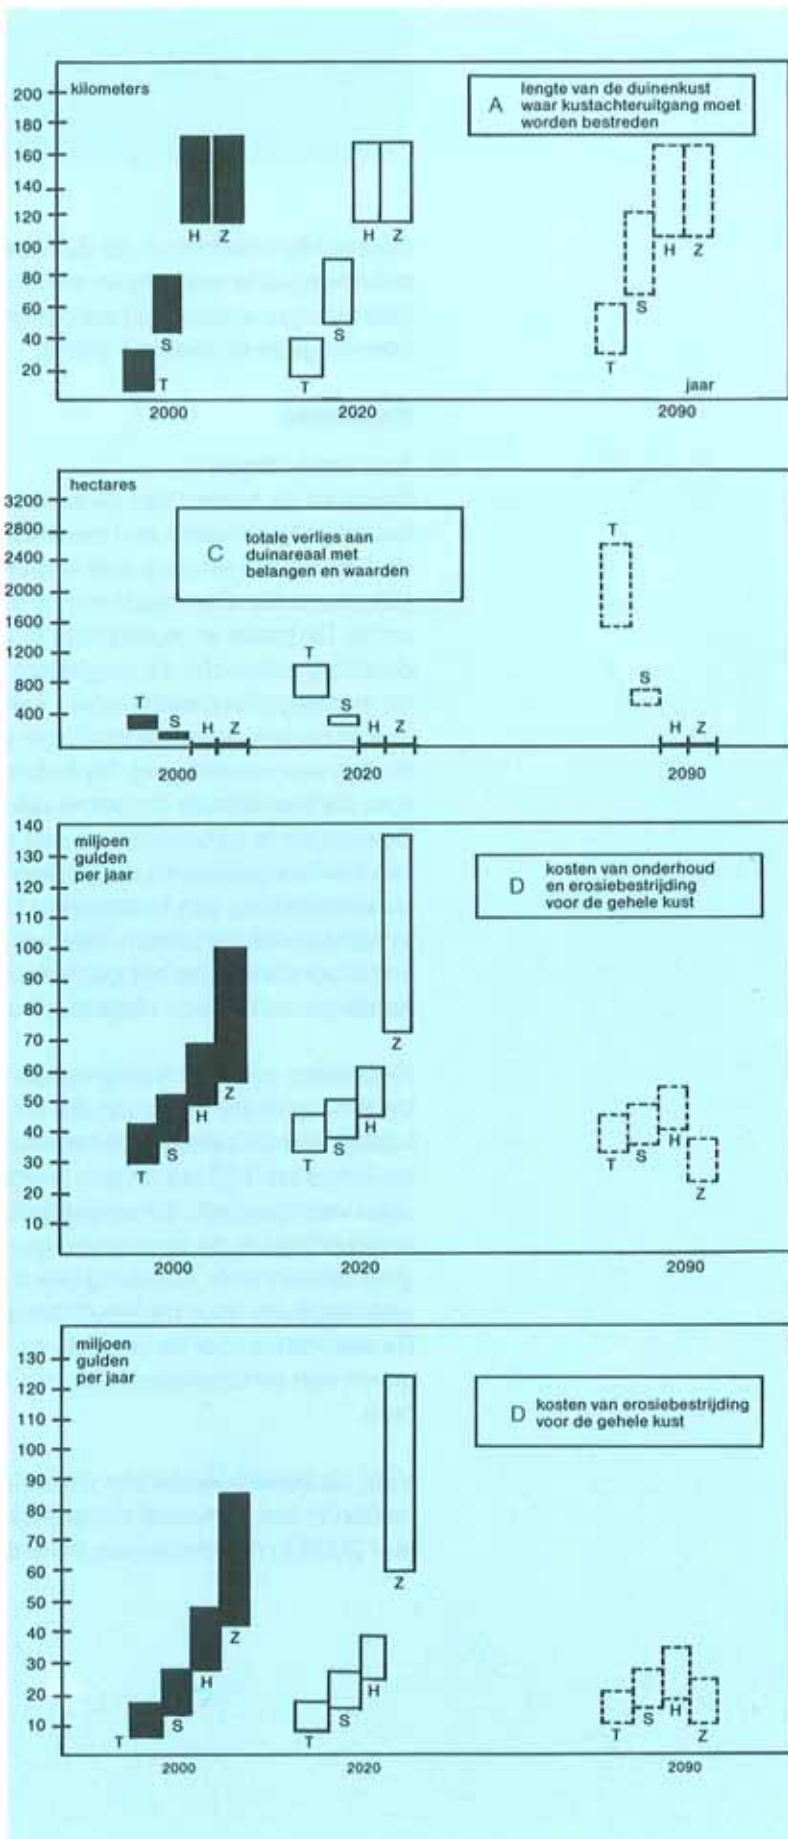 kilometers
A
lengte van de duinenkust
waar kustachteruitgang moet
worden bestreden
200
180
160
140
120
100
80
60
40
20
T
S
H Z
T
S
H Z
T
S
H Z
jaar
2000 2020 2090
hectares
C
totale verlies aan
duinareaal met
belangen en waarden
3200
2800
2400
2000
1600
1200
800
400
T S H Z
T S H Z
T
S
H Z
2000 2020 2090
miljoen
gulden
per jaar
D
kosten van onderhoud
en erosiebestrijding
voor de gehele kust
140
130
120
110
100
90
80
70
60
50
40
30
20
10
T S H Z
T S H Z
T S H Z
2000 2020 2090
miljoen
gulden
per jaar
D
kosten van erosiebestrijding
voor de gehele kust
130
120
110
100
90
80
70
60
50
40
30
20
10
T S H Z
T S H Z
T S H Z
2000 2020 2090